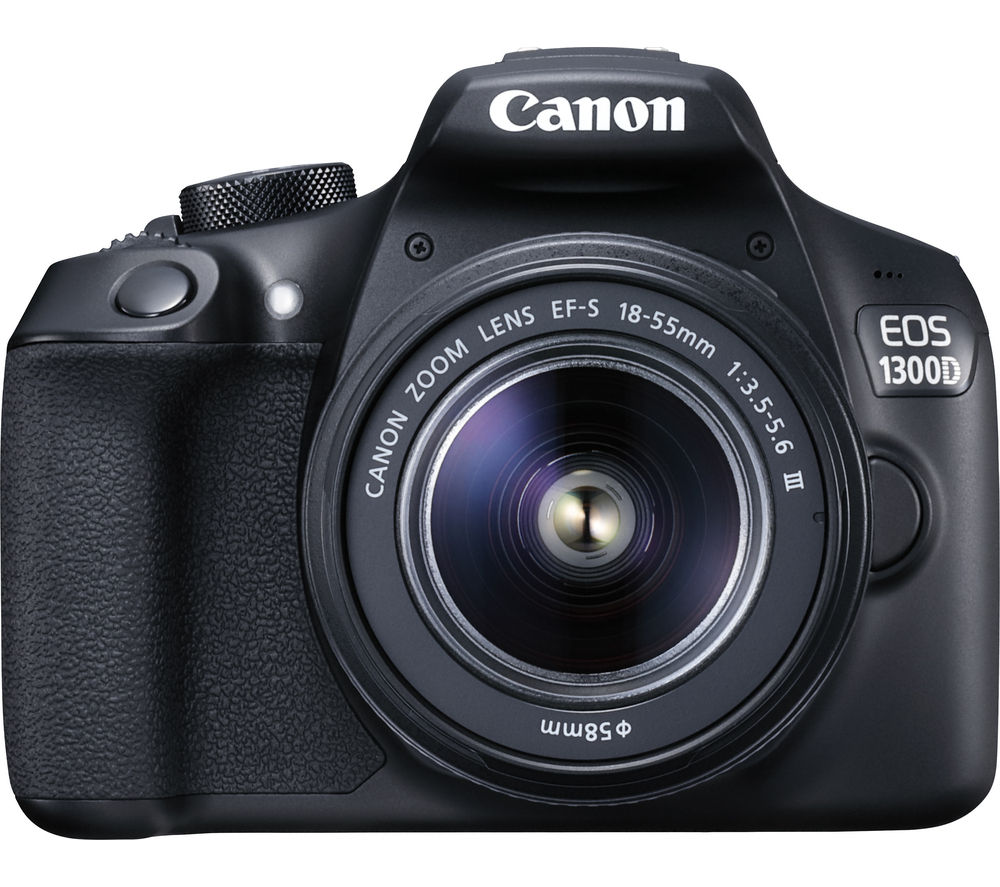 Canon
EOS
1300D
CANON ZOOM LENS EF-S 18-55mm 1:3.5-5.6 III
Φ58mm